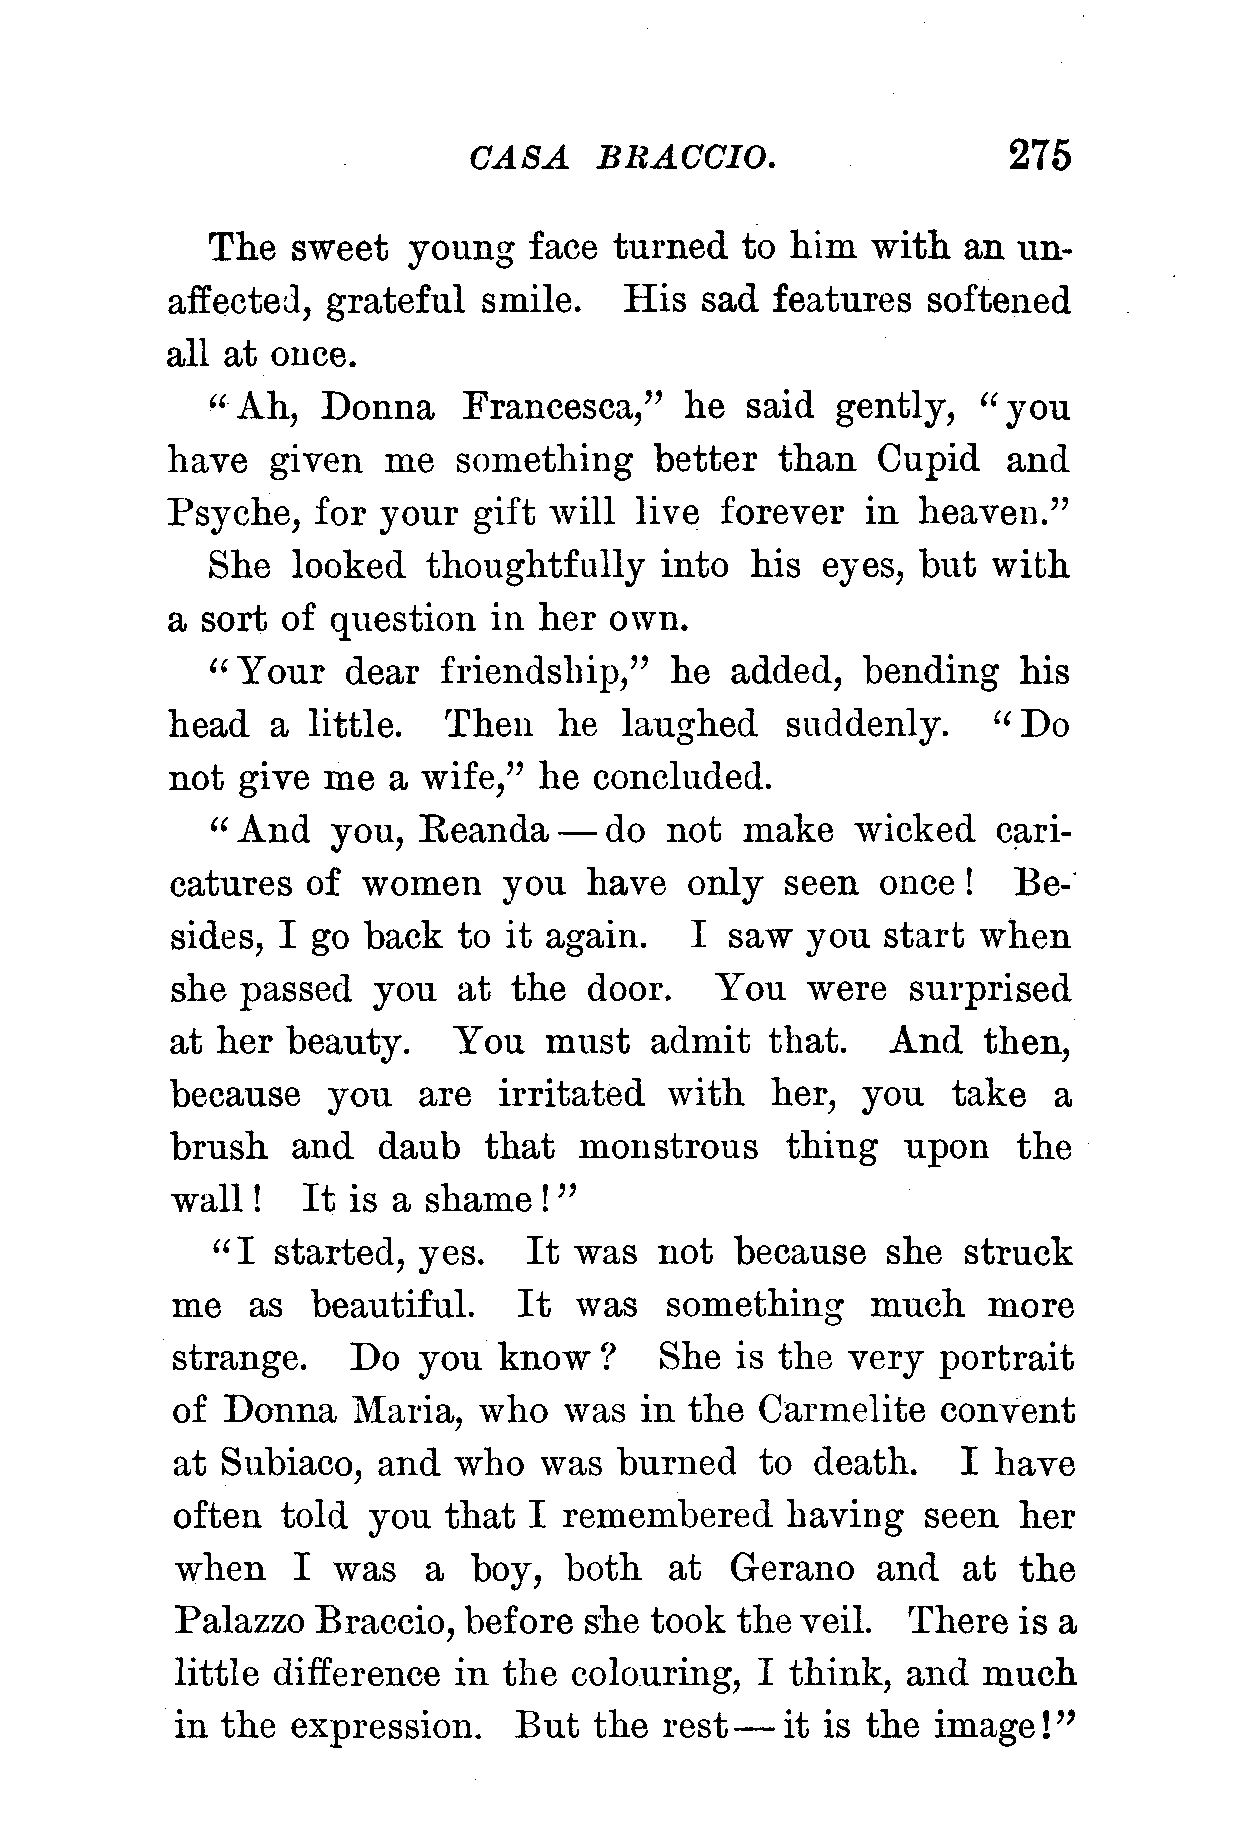 CASA BRACCIO. 275
The sweet young face turned to him with an un-
affected, grateful smile. His sad features softened
all at once.
“Ah, Donna Francesca,” he said gently, “you
have given me something better than Cupid and
Psyche, for your gift will live forever in heaven.”
She looked thoughtfully into his eyes, but with
a sort of question in her own.
“Your dear friendship,” he added, bending his
head a little. Then he laughed suddenly. “Do
not give me a wife,” he concluded.
“And you, Reanda — do not make wicked cari-
catures of women you have only seen once! Be-
sides, I go back to it again. I saw you start when
she passed you at the door. You were surprised
at her beauty. You must admit that. And then,
because you are irritated with her, you take a
brush and daub that monstrous thing upon the
wall! It is a shame!”
“I started, yes. It was not because she struck
me as beautiful. It was something much more
strange. Do you know? She is the very portrait
of Donna Maria, who was in the Carmelite convent
at Subiaco, and who was burned to death. I have
often told you that I remembered having seen her
when I was a boy, both at Gerano and at the
Palazzo Braccio, before she took the veil. There is a
little difference in the colouring, I think, and much
in the expression. But the rest — it is the image!”